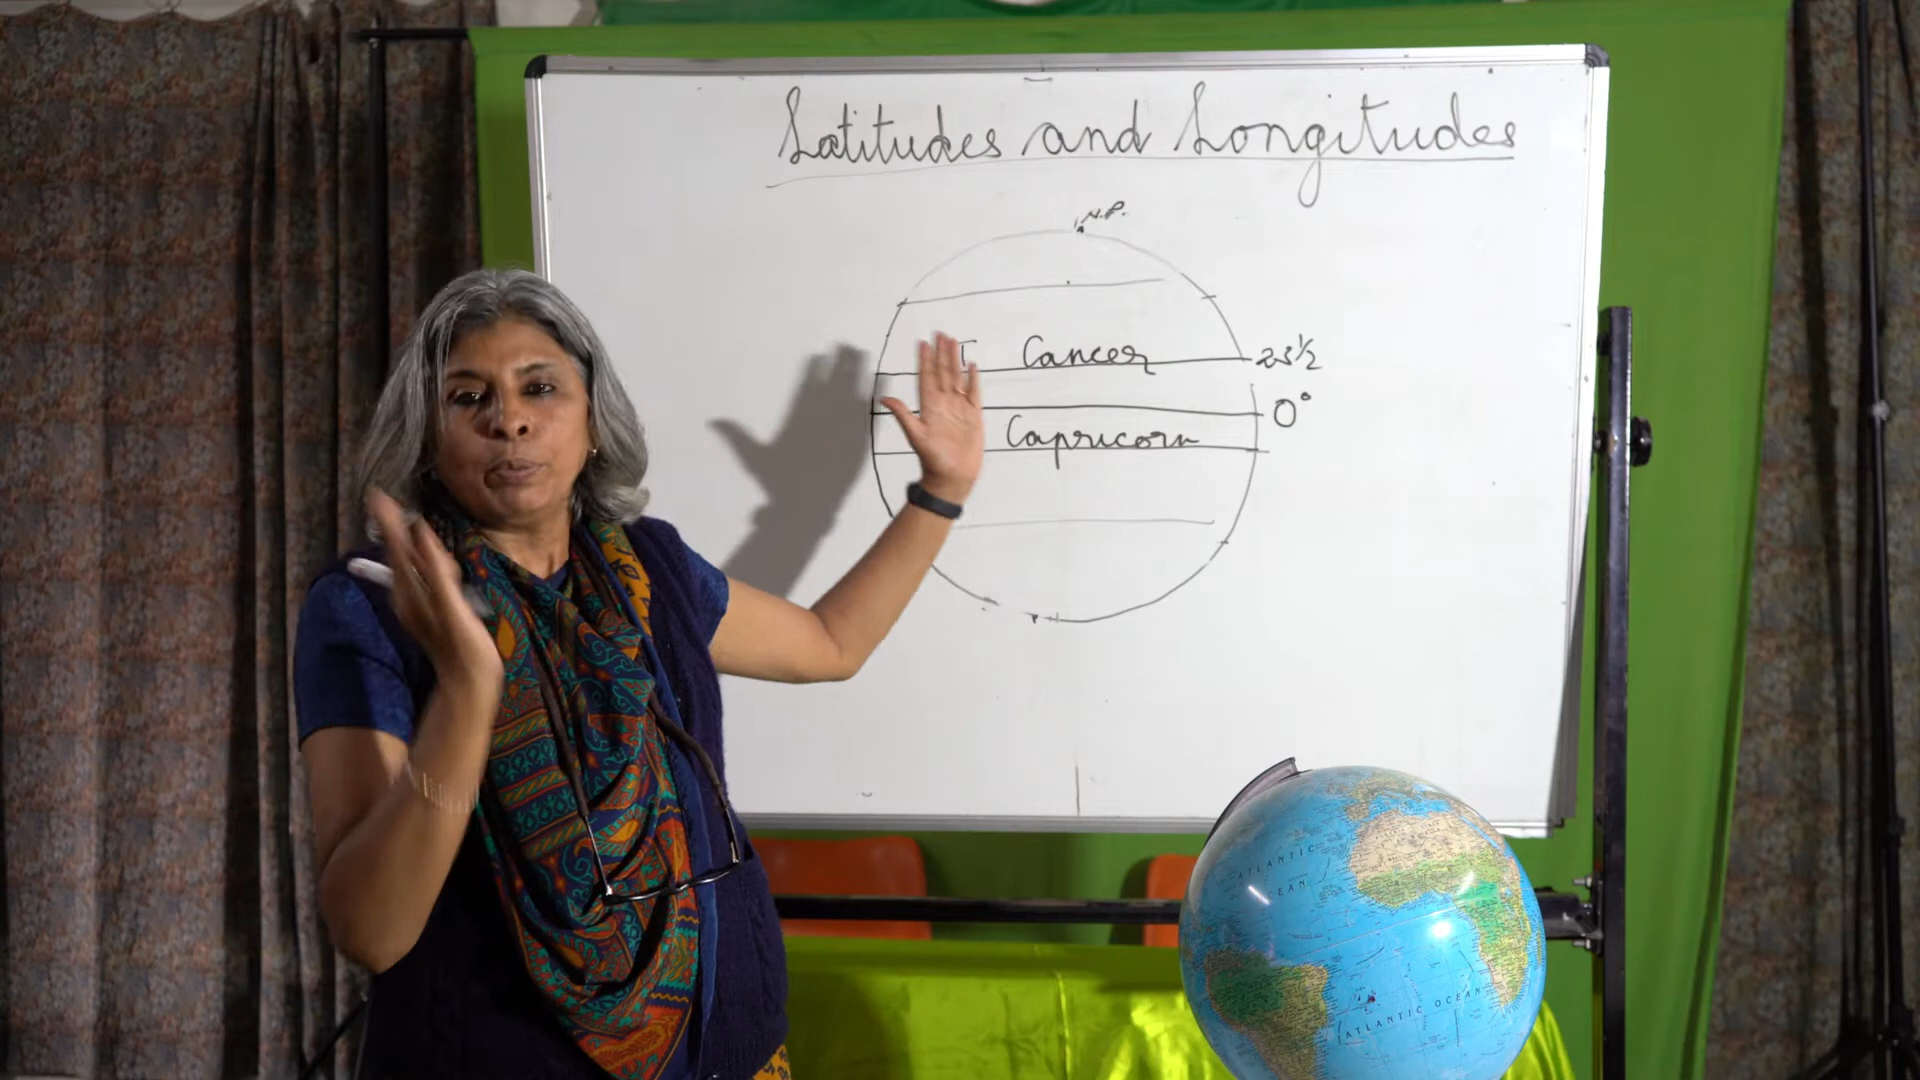 Latitudes and Longitudes
N.P.
T Cancer 23½
0°
Capricorn
ATLANTIC
OCEAN
ATLANTIC OCEAN